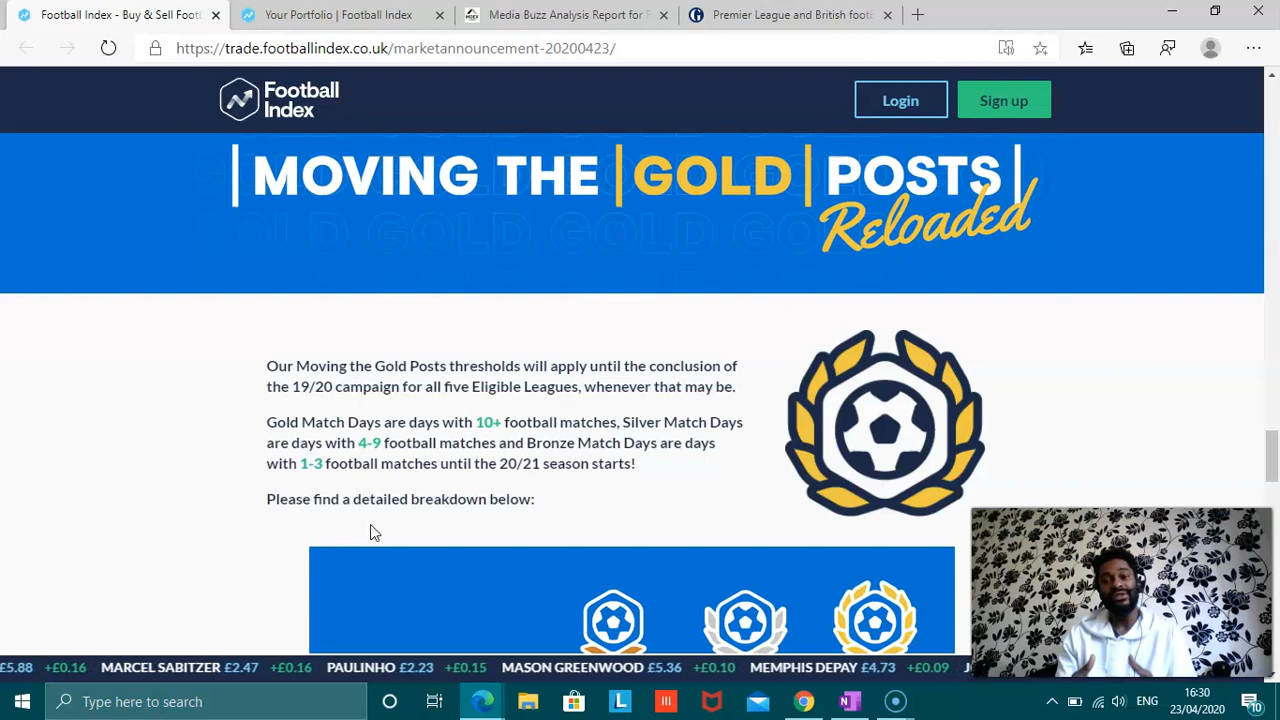 Football Index - Buy & Sell Footl
Your Portfolio | Football Index
Media Buzz Analysis Report for F
Premier League and British footb
https://trade.footballindex.co.uk/marketannouncement-20200423/
Football
Index
Login
Sign up
|MOVING THE |GOLD| POSTS|
Reloaded
Our Moving the Gold Posts thresholds will apply until the conclusion of
the 19/20 campaign for all five Eligible Leagues, whenever that may be.
Gold Match Days are days with 10+ football matches, Silver Match Days
are days with 4-9 football matches and Bronze Match Days are days
with 1-3 football matches until the 20/21 season starts!
Please find a detailed breakdown below:
£5.88 +£0.16 MARCEL SABITZER £2.47 +£0.16 PAULINHO £2.23 +£0.15 MASON GREENWOOD £5.36 +£0.10 MEMPHIS DEPAY £4.73 +£0.09
Type here to search
ENG
16:30
23/04/2020
10